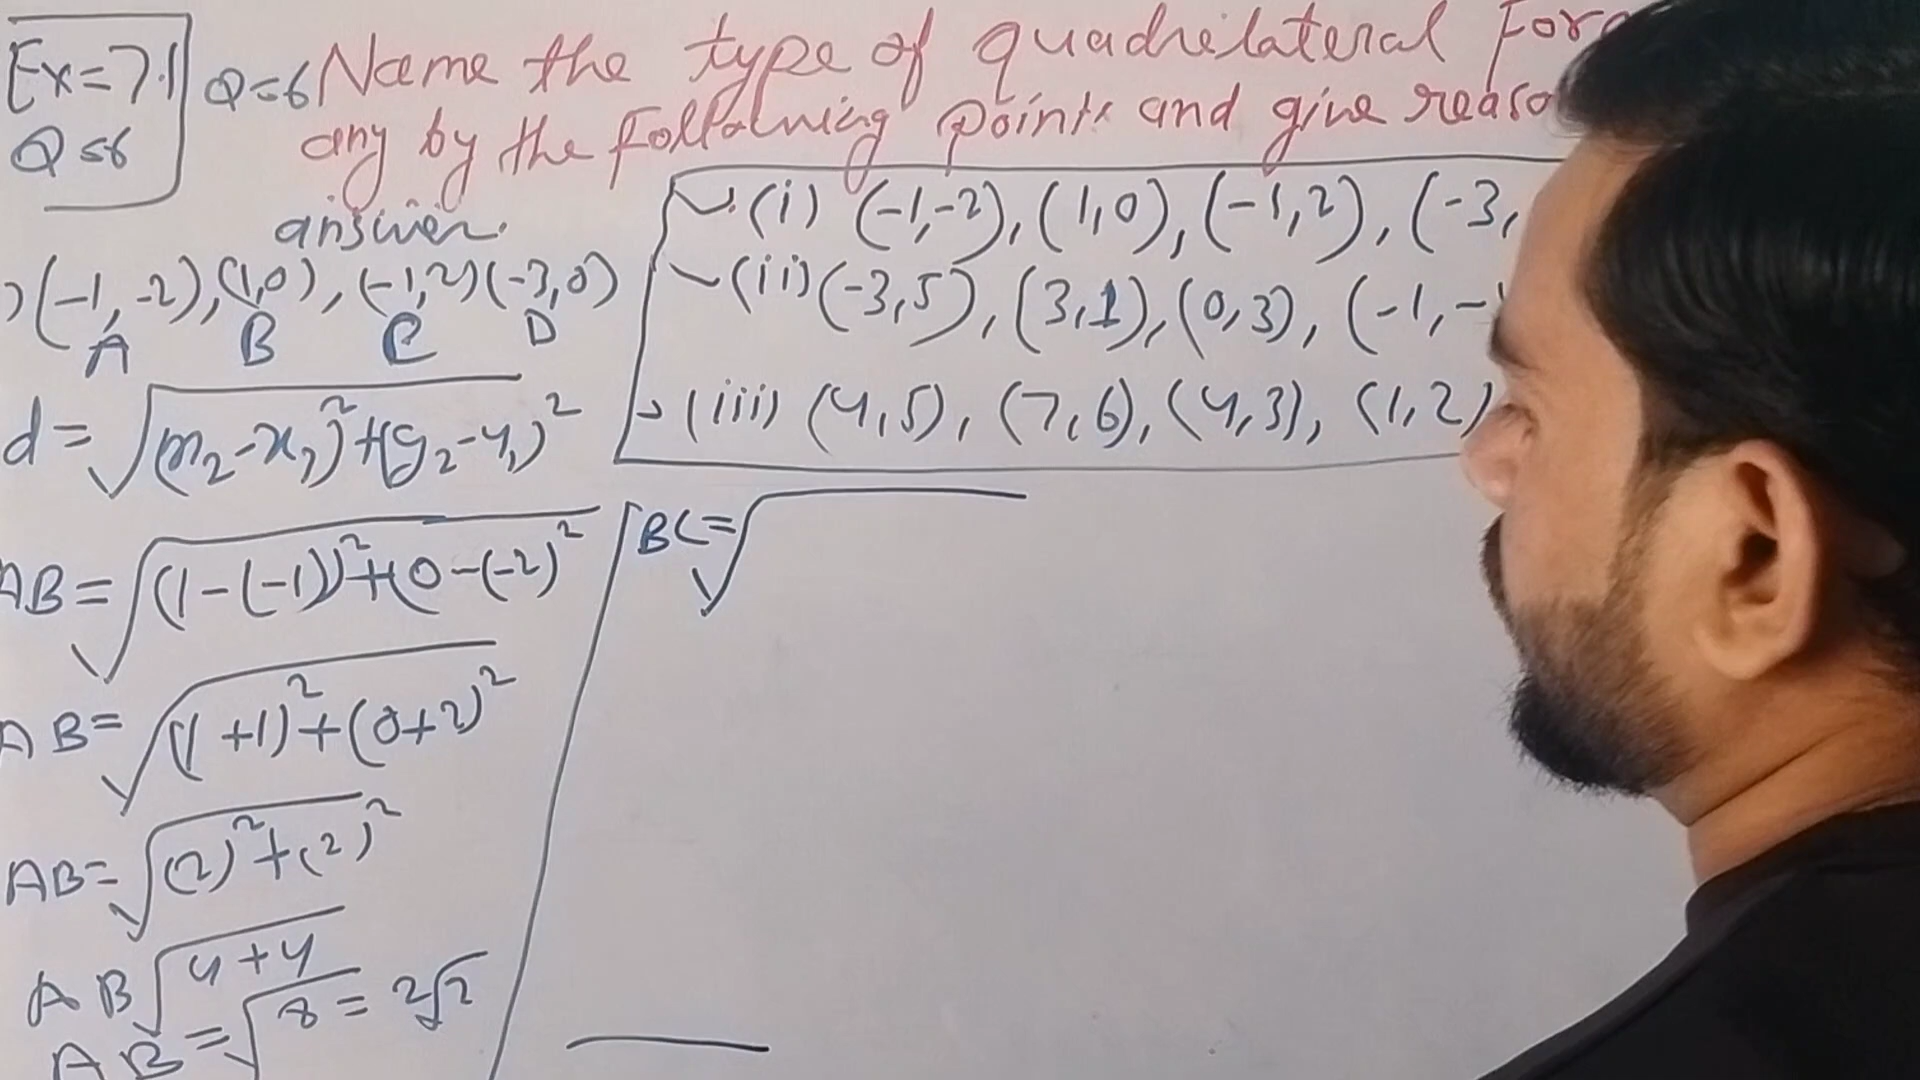 Ex=7.1
Q=6
Q=6 Name the type of quadrilateral For
any by the Following points and give reaso
answer.
(i) (-1,-2), (1,0), (-1,2), (-3,
(ii) (-3,5), (3,1), (0,3), (-1,-
(iii) (4,5), (7,6), (4,3), (1,2)
)(-1,-2), (1,0), (-1,2) (-3,0)
A B C D
d=√(x₂-x₁)²+(y₂-y₁)²
AB=√(1-(-1))²+(0-(-2)²
AB=√(1+1)²+(0+2)²
AB=√(2)²+(2)²
AB√4+4
AB=√8=2√2
BC=√